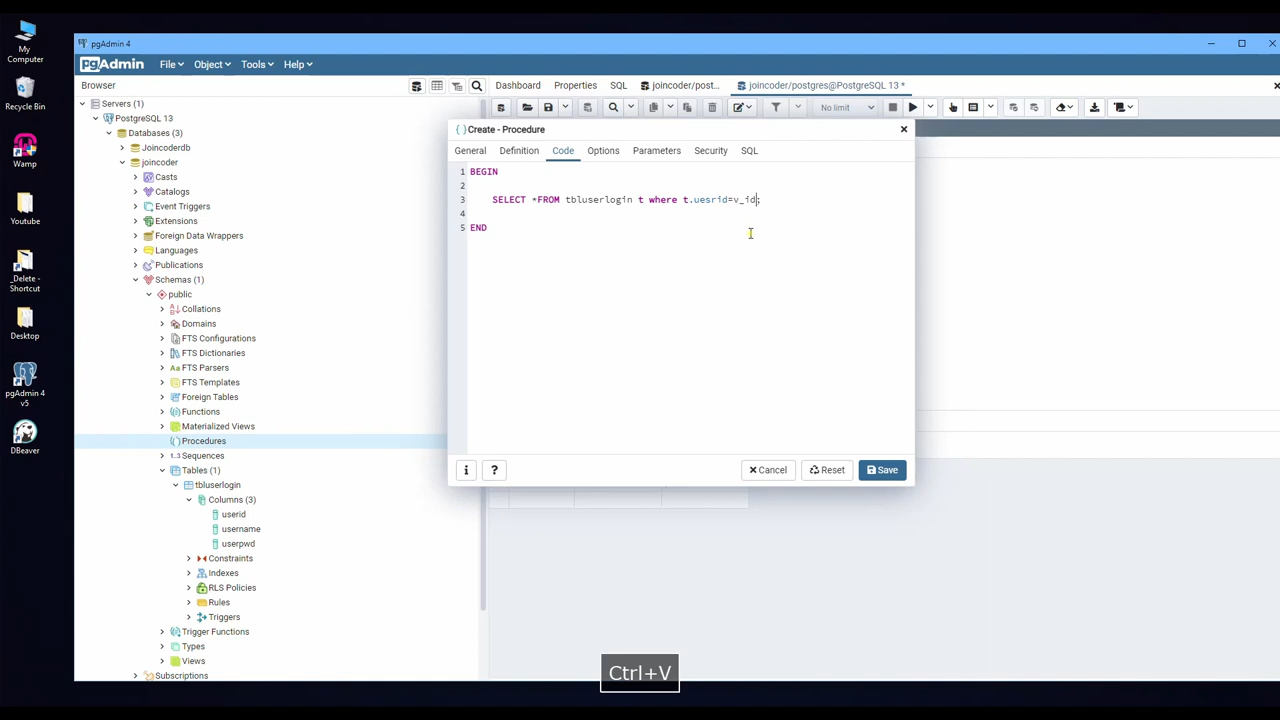 My
Computer
Recycle Bin
Wamp
_Delete -
Shortcut
Desktop
pgAdmin 4
v5
DBeaver
pgAdmin 4
pgAdmin File Object Tools Help
Browser
Servers (1)
PostgreSQL 13
Databases (3)
Joincoderdb
joincoder
Casts
Catalogs
Event Triggers
Extensions
Foreign Data Wrappers
Languages
Publications
Schemas (1)
public
Collations
Domains
FTS Configurations
FTS Dictionaries
Aa FTS Parsers
FTS Templates
Foreign Tables
Functions
Materialized Views
Procedures
1..3 Sequences
Tables (1)
tbluserlogin
Columns (3)
userid
username
userpwd
Constraints
Indexes
RLS Policies
Rules
Triggers
Trigger Functions
Types
Views
Subscriptions
Dashboard Properties SQL joincoder/post... joincoder/postgres@PostgreSQL 13 *
No limit
Create - Procedure
General Definition Code Options Parameters Security SQL
1 BEGIN
2
3 SELECT *FROM tbluserlogin t where t.uesrid=v_id;
4
5 END
i ? Cancel Reset Save
Ctrl+V